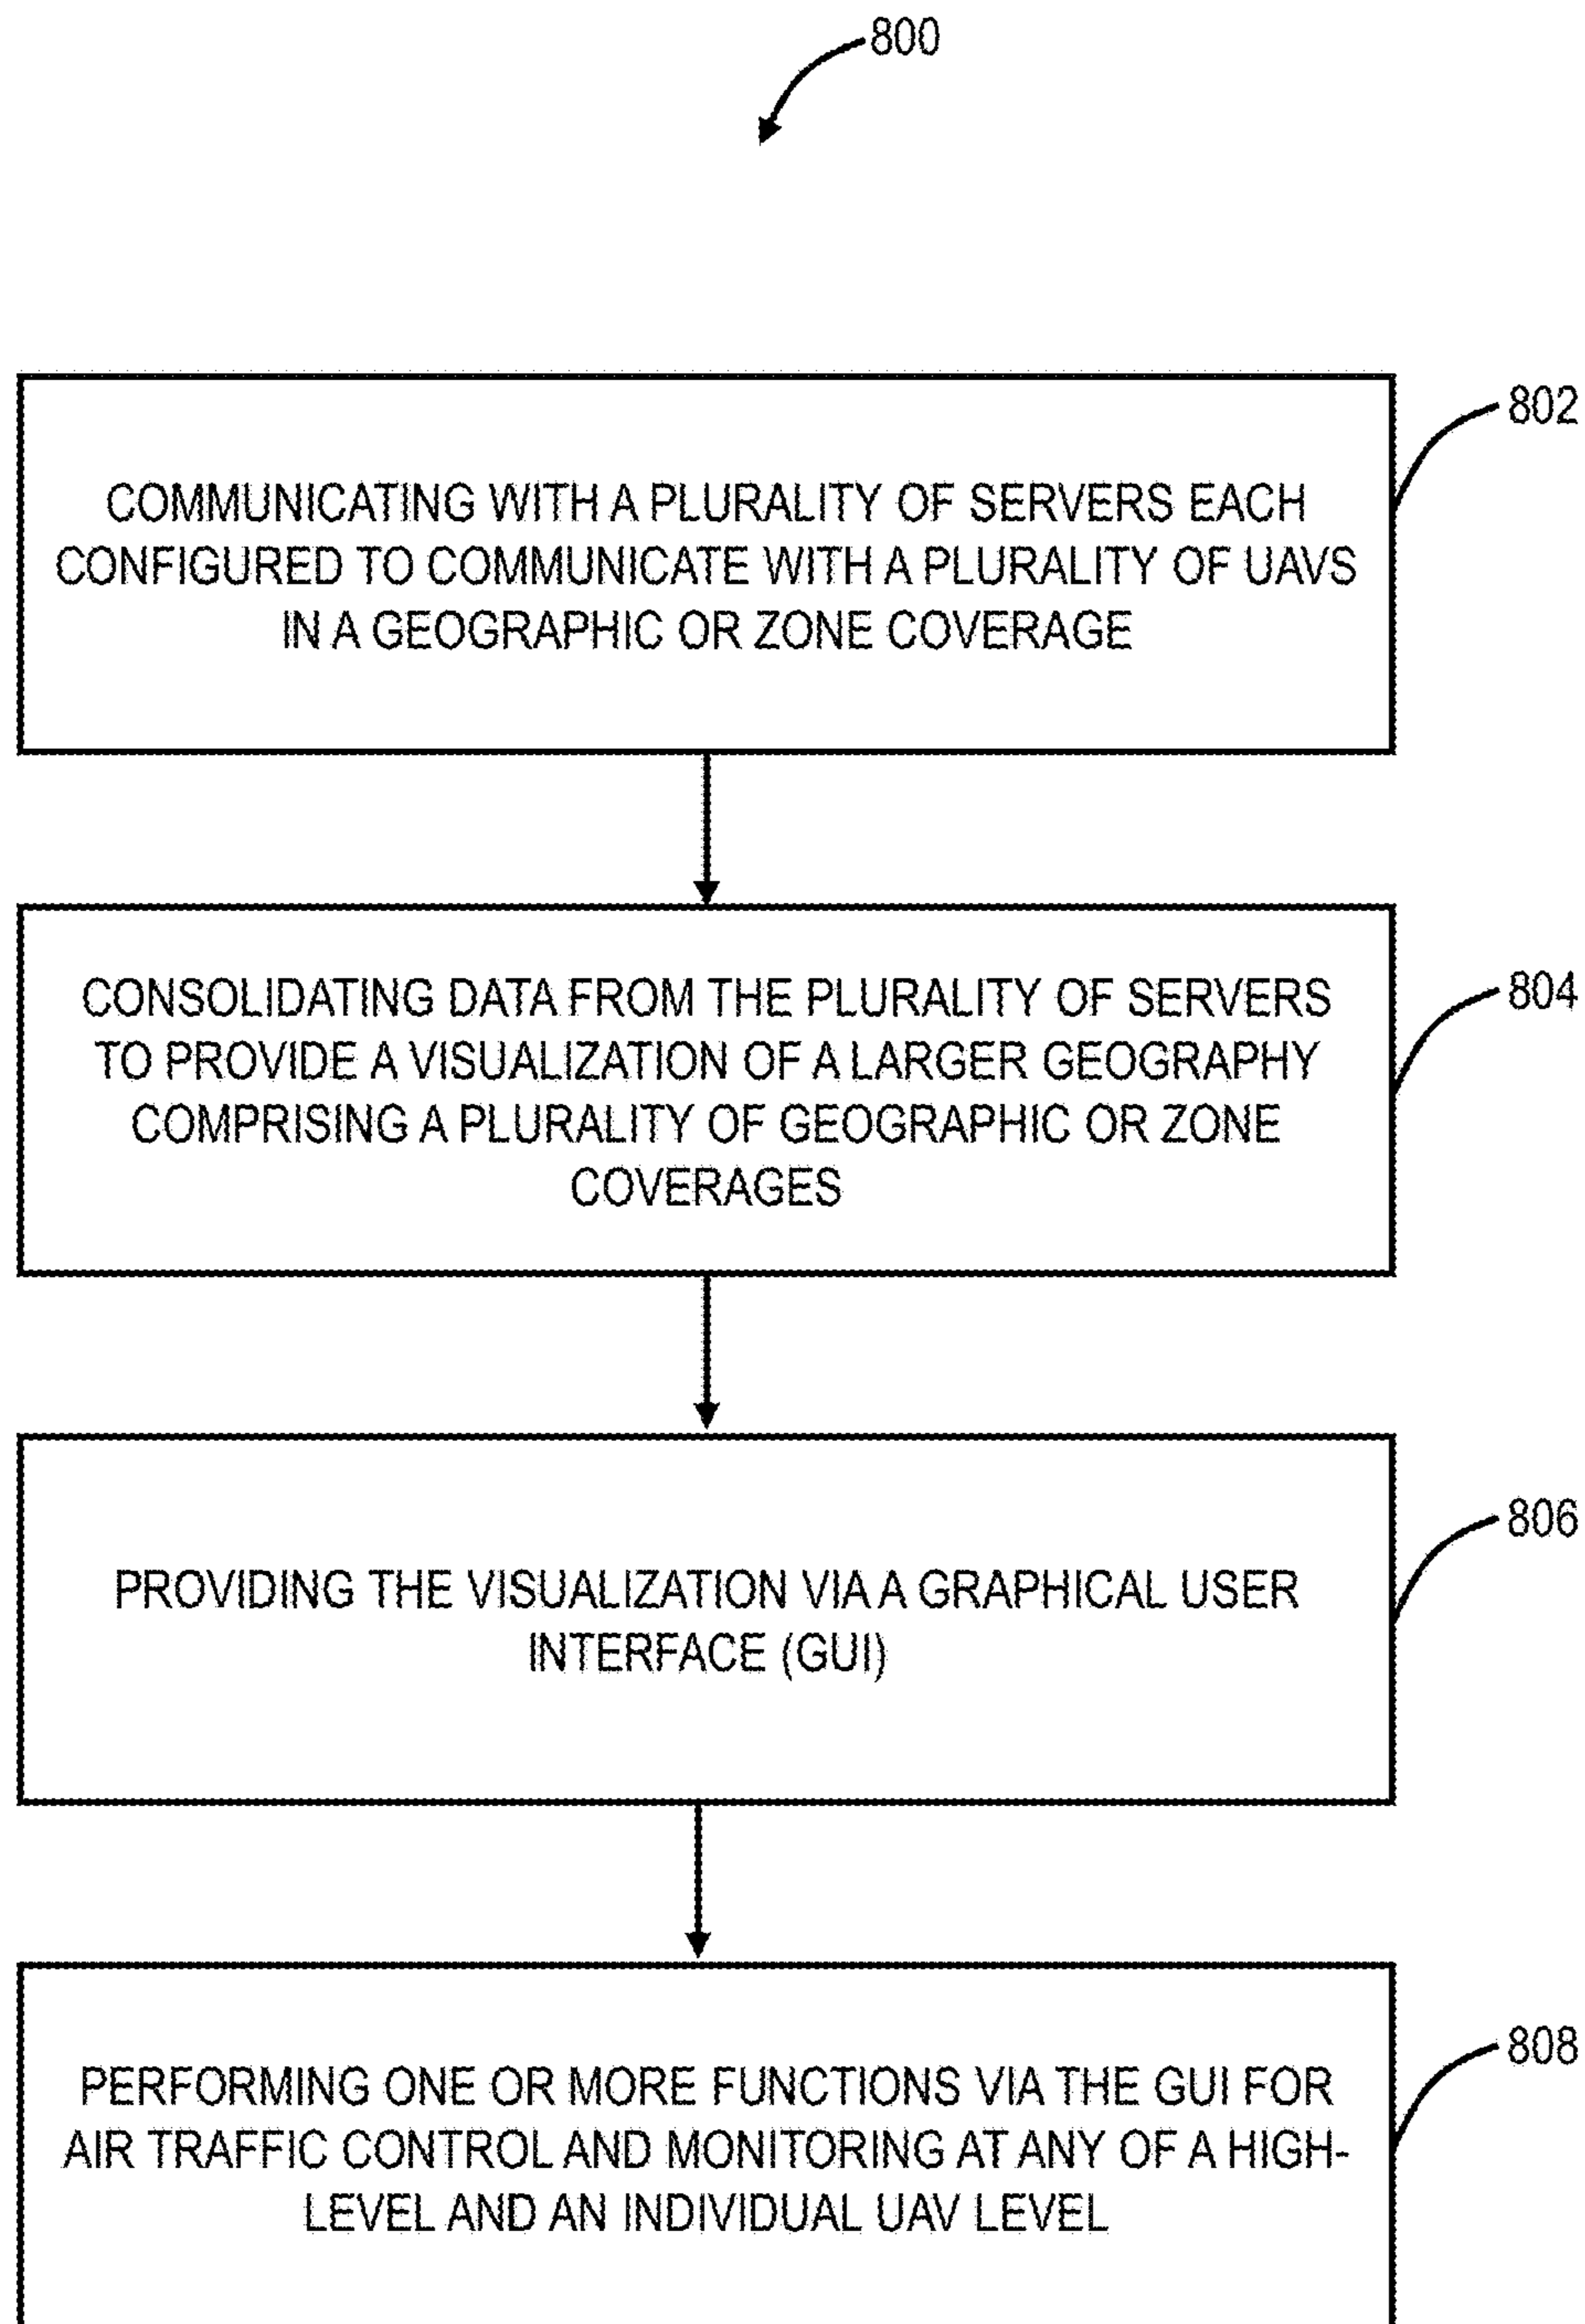 800
802
COMMUNICATING WITH A PLURALITY OF SERVERS EACH
CONFIGURED TO COMMUNICATE WITH A PLURALITY OF UAVS
IN A GEOGRAPHIC OR ZONE COVERAGE
804
CONSOLIDATING DATA FROM THE PLURALITY OF SERVERS
TO PROVIDE A VISUALIZATION OF A LARGER GEOGRAPHY
COMPRISING A PLURALITY OF GEOGRAPHIC OR ZONE
COVERAGES
806
PROVIDING THE VISUALIZATION VIA A GRAPHICAL USER
INTERFACE (GUI)
808
PERFORMING ONE OR MORE FUNCTIONS VIA THE GUI FOR
AIR TRAFFIC CONTROL AND MONITORING AT ANY OF A HIGH-
LEVEL AND AN INDIVIDUAL UAV LEVEL